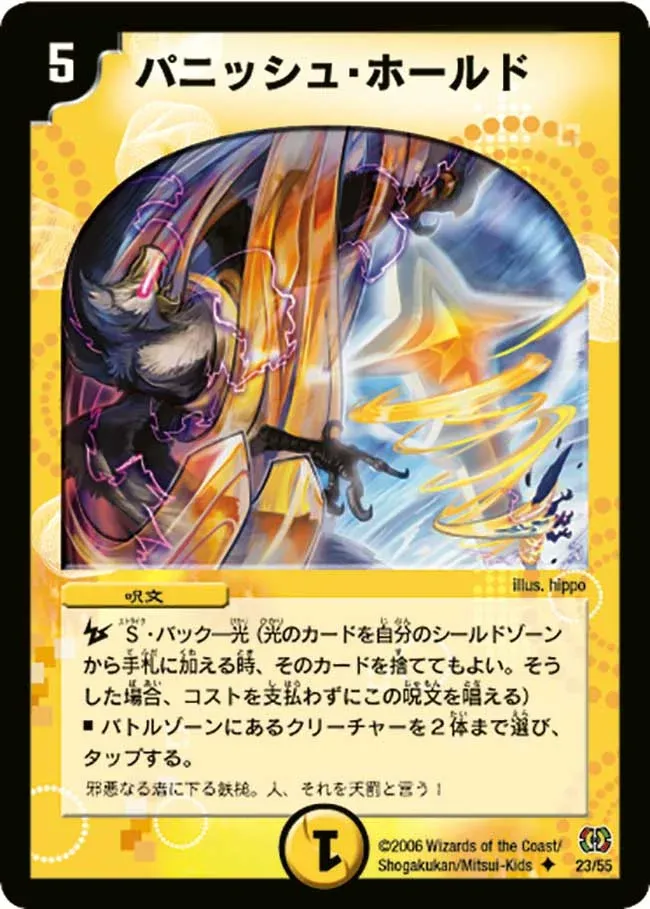 5
パニッシュ・ホールド
illus. hippo
呪文
S・バック―光 (光のカードを自分のシールドゾーン
から手札に加える時、そのカードを捨ててもよい。そう
した場合、コストを支払わずにこの呪文を唱える)
■ バトルゾーンにあるクリーチャーを2体まで選び、
タップする。
邪悪なる者に下る鉄槌。人、それを天罰と言う!
1
©2006 Wizards of the Coast/
Shogakukan/Mitsui-Kids
23/55